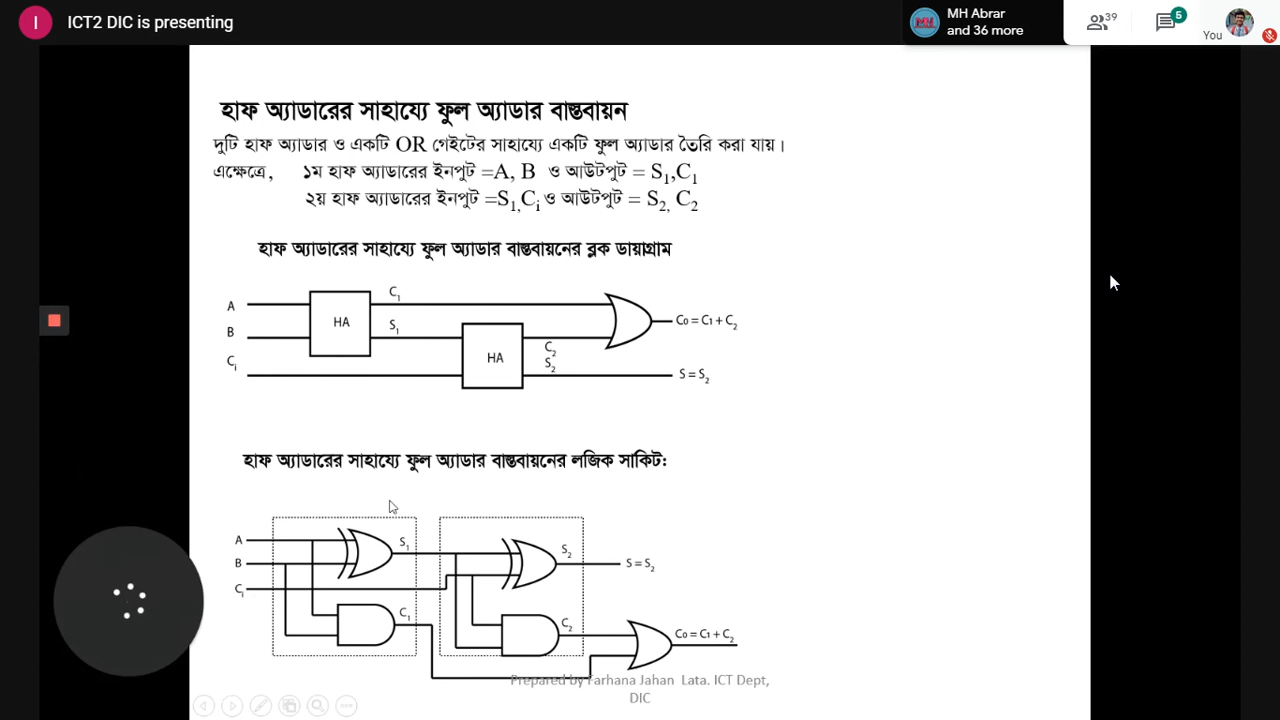 I ICT2 DIC is presenting
MH MH Abrar
and 36 more
39
5
You
হাফ অ্যাডারের সাহায্যে ফুল অ্যাডার বাস্তবায়ন
দুটি হাফ অ্যাডার ও একটি OR গেইটের সাহায্যে একটি ফুল অ্যাডার তৈরি করা যায়।
এক্ষেত্রে, ১ম হাফ অ্যাডারের ইনপুট =A, B ও আউটপুট = S₁,C₁
২য় হাফ অ্যাডারের ইনপুট =S₁,Cᵢ ও আউটপুট = S₂, C₂
হাফ অ্যাডারের সাহায্যে ফুল অ্যাডার বাস্তবায়নের ব্লক ডায়াগ্রাম
C₁
A
HA
S₁
C₀ = C₁ + C₂
B
Cᵢ
HA
C₂
S₂
S = S₂
হাফ অ্যাডারের সাহায্যে ফুল অ্যাডার বাস্তবায়নের লজিক সার্কিট:
A
S₁
S₂
B
S = S₂
Cᵢ
C₁
C₂
C₀ = C₁ + C₂
Prepared by Farhana Jahan Lata. ICT Dept,
DIC